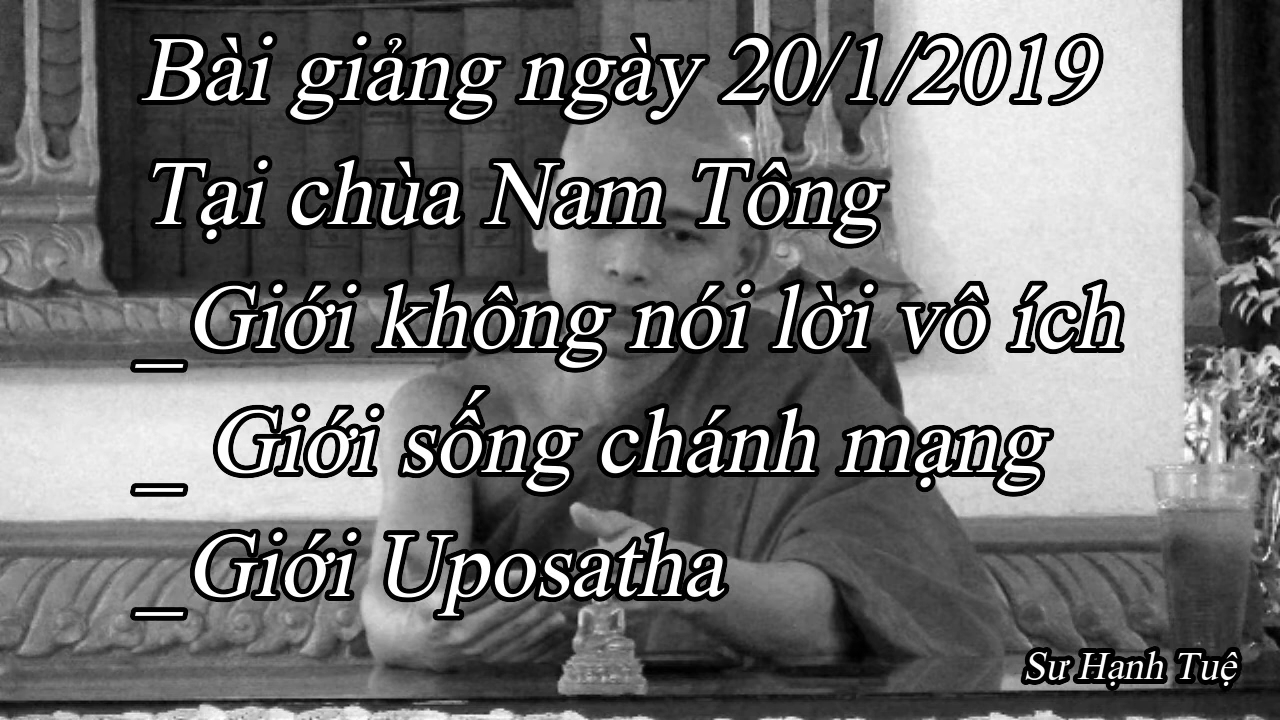 Bài giảng ngày 20/1/2019
Tại chùa Nam Tông
_Giới không nói lời vô ích
_ Giới sống chánh mạng
_Giới Uposatha
Sư Hạnh Tuệ